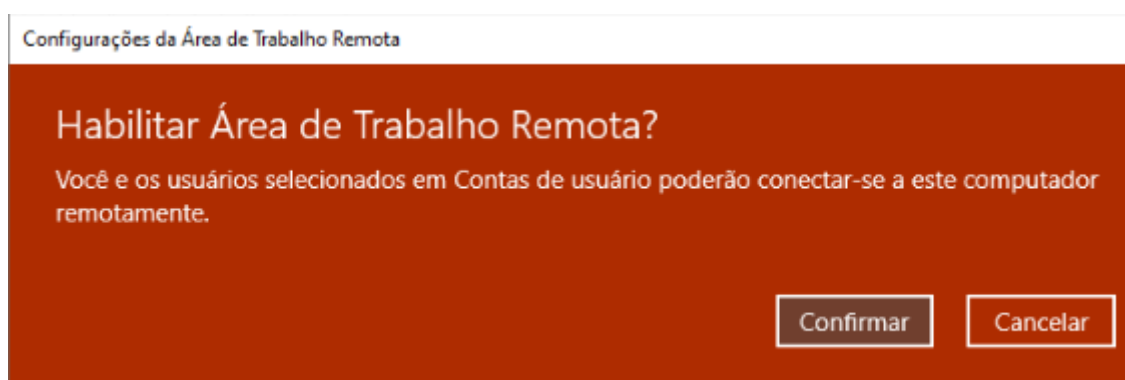 Configurações da Área de Trabalho Remota
Habilitar Área de Trabalho Remota?
Você e os usuários selecionados em Contas de usuário poderão conectar-se a este computador
remotamente.
Confirmar Cancelar